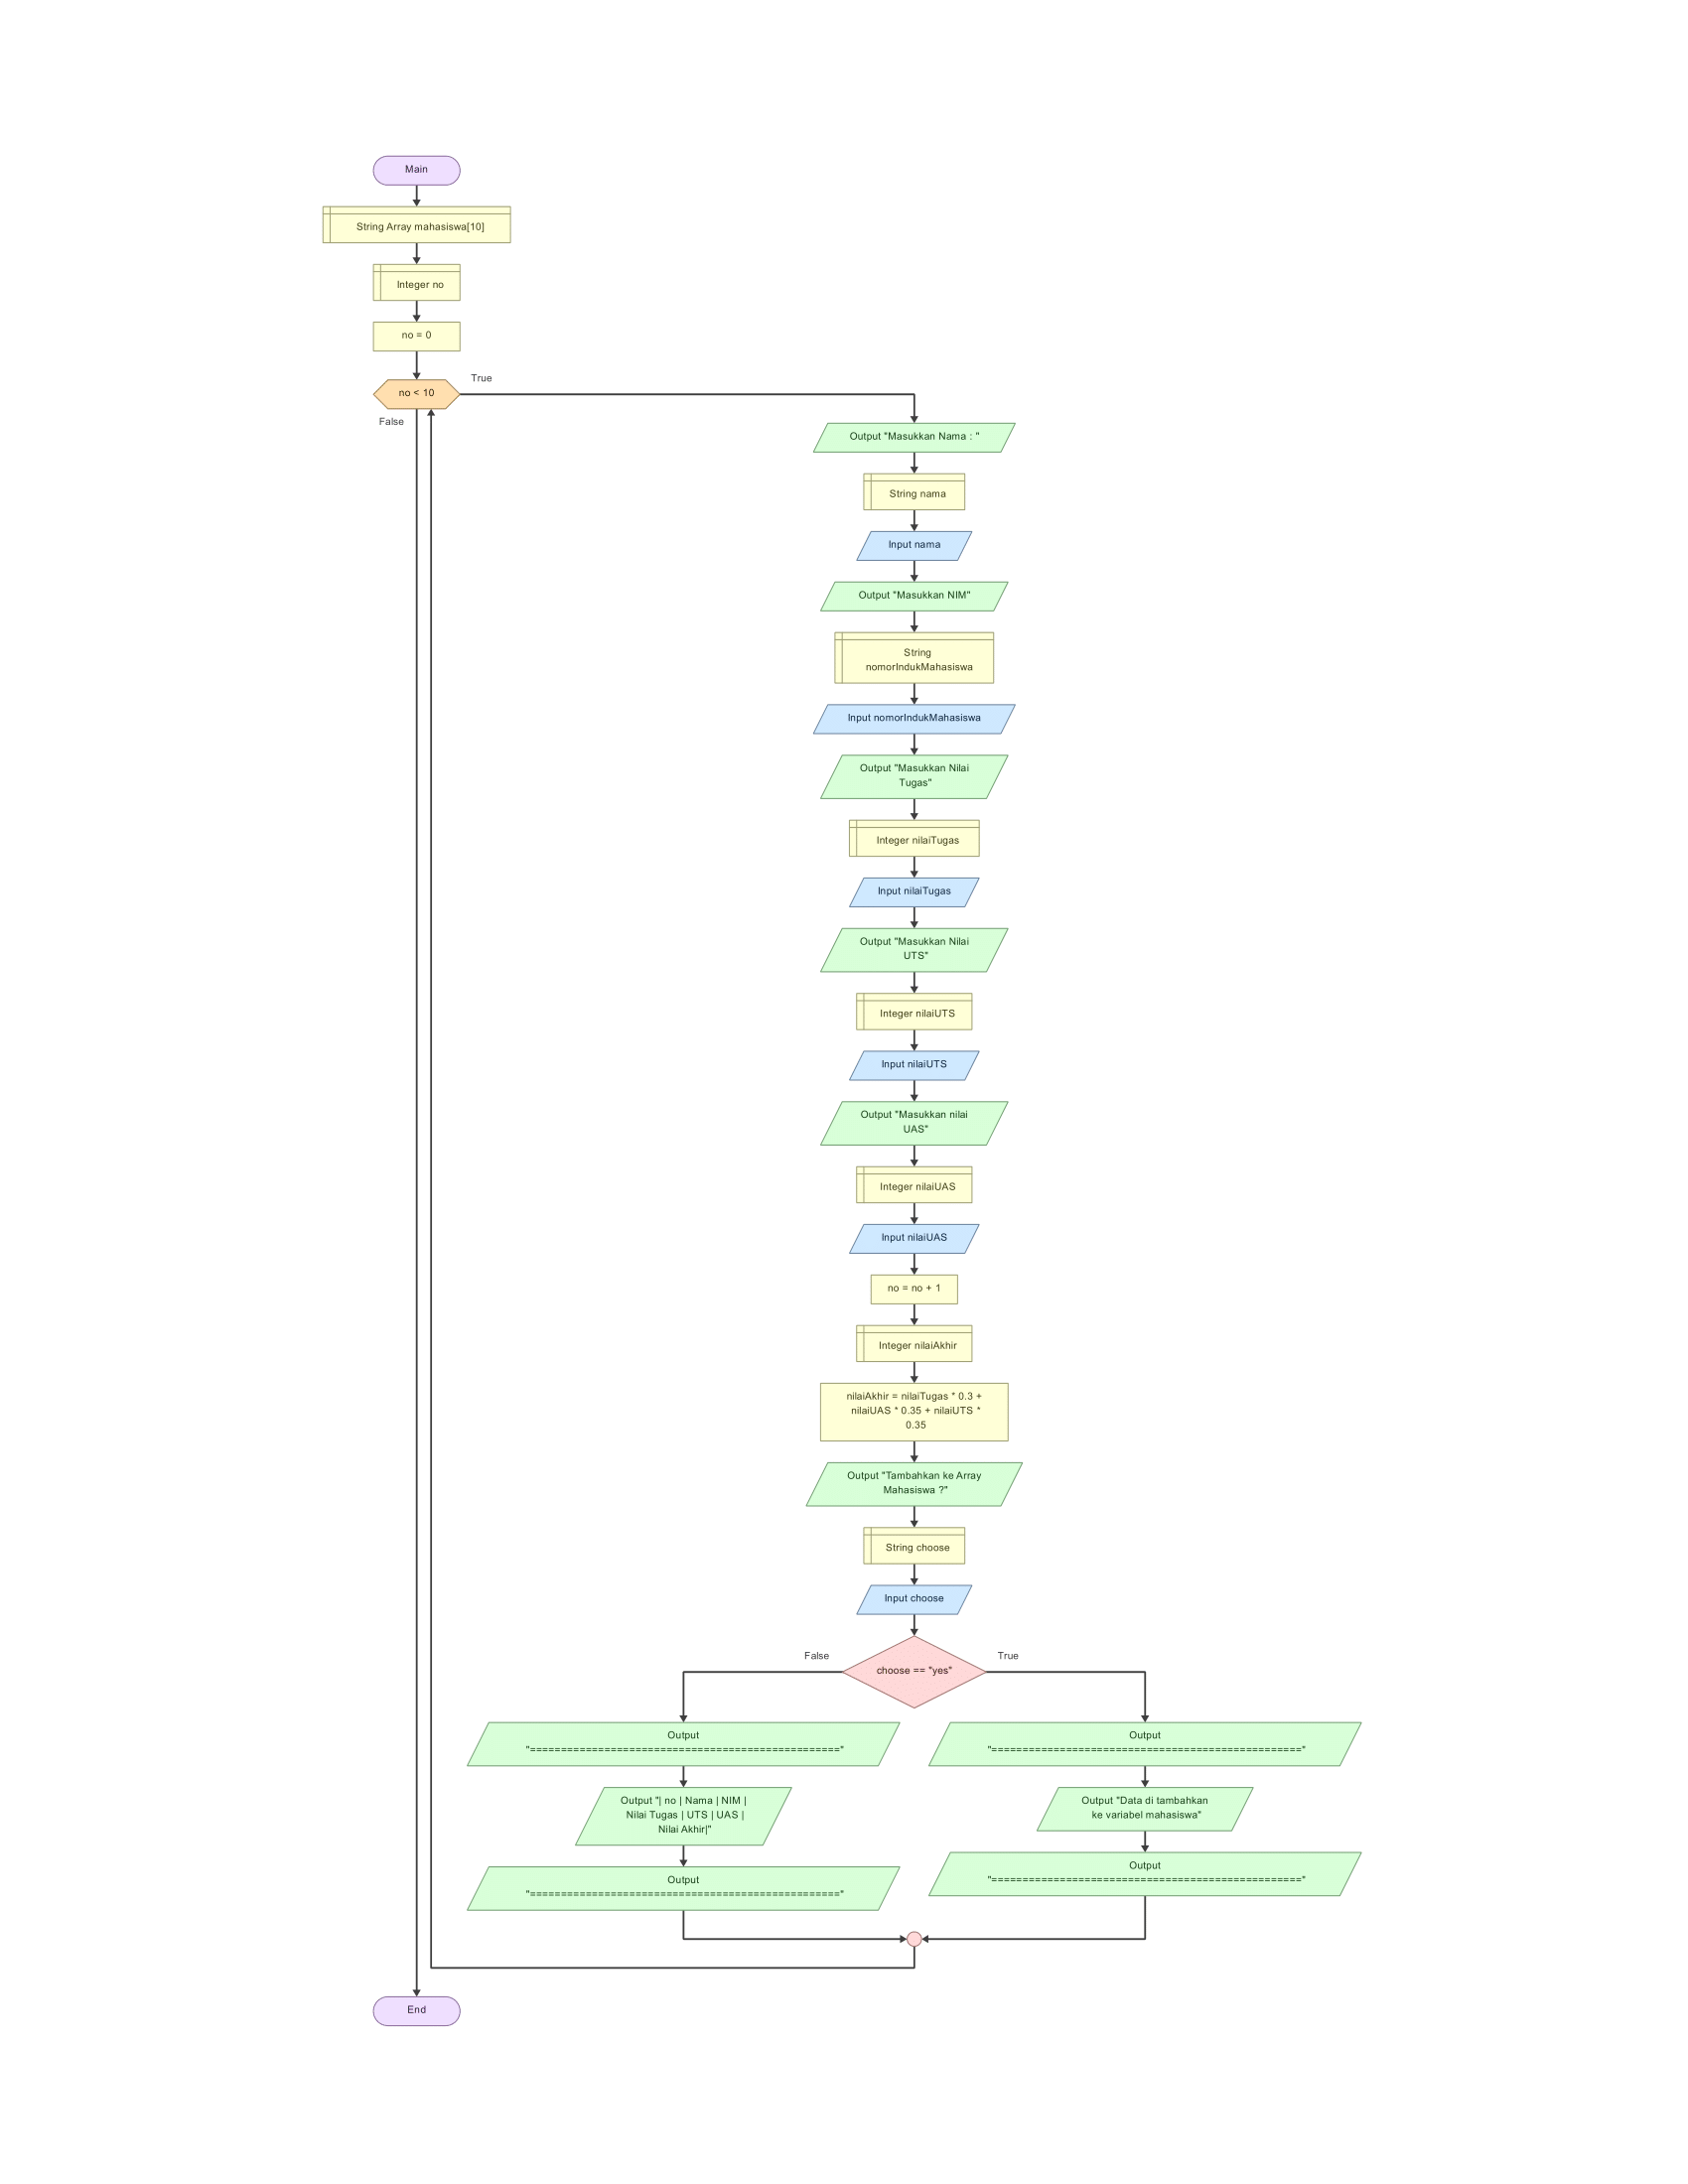 Main
String Array mahasiswa[10]
Integer no
no = 0
no < 10
True
False
Output "Masukkan Nama : "
String nama
Input nama
Output "Masukkan NIM"
String
nomorIndukMahasiswa
Input nomorIndukMahasiswa
Output "Masukkan Nilai
Tugas"
Integer nilaiTugas
Input nilaiTugas
Output "Masukkan Nilai
UTS"
Integer nilaiUTS
Input nilaiUTS
Output "Masukkan nilai
UAS"
Integer nilaiUAS
Input nilaiUAS
no = no + 1
Integer nilaiAkhir
nilaiAkhir = nilaiTugas * 0.3 +
nilaiUAS * 0.35 + nilaiUTS *
0.35
Output "Tambahkan ke Array
Mahasiswa ?"
String choose
Input choose
choose == "yes"
False
True
Output
"=================================================="
Output "| no | Nama | NIM |
Nilai Tugas | UTS | UAS |
Nilai Akhir|"
Output
"=================================================="
Output
"=================================================="
Output "Data di tambahkan
ke variabel mahasiswa"
Output
"=================================================="
End